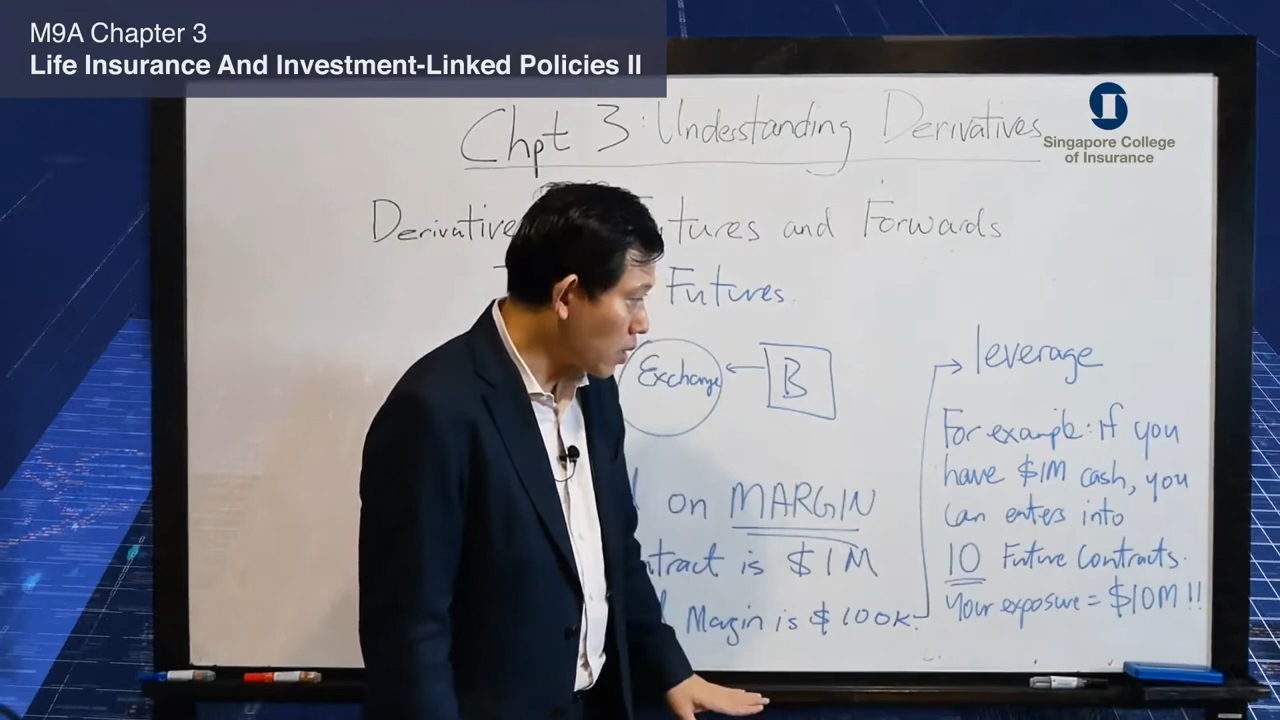 M9A Chapter 3
Life Insurance And Investment-Linked Policies II
Singapore College
of Insurance
Chpt 3: Understanding Derivatives
Derivative tures and Forwards
Futures
Exchange
B
on MARGIN
ntract is $1M
Margin is $100K.
leverage
For example: If you
have $1M cash, you
can enters into
10 Future Contracts.
Your exposure = $10M!!